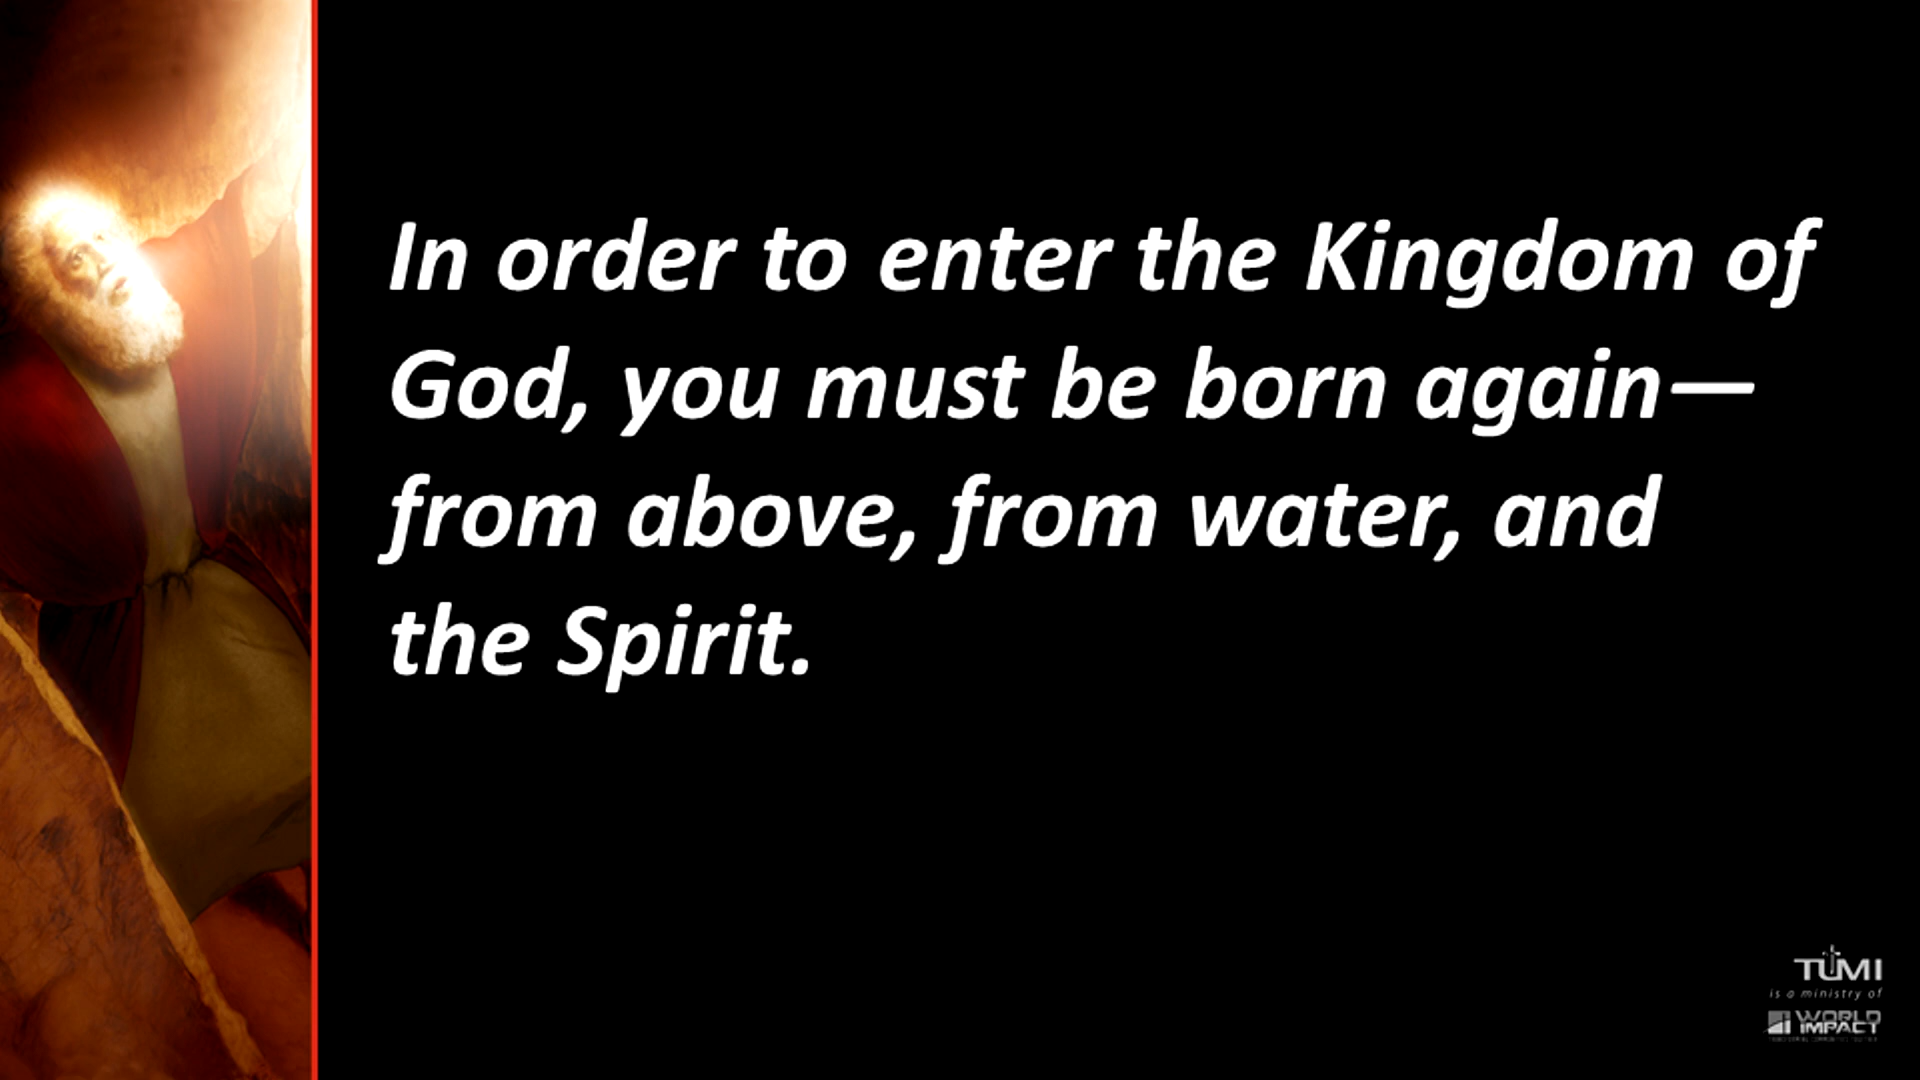 In order to enter the Kingdom of
God, you must be born again—
from above, from water, and
the Spirit.
TUMI
is a ministry of
WORLD
IMPACT